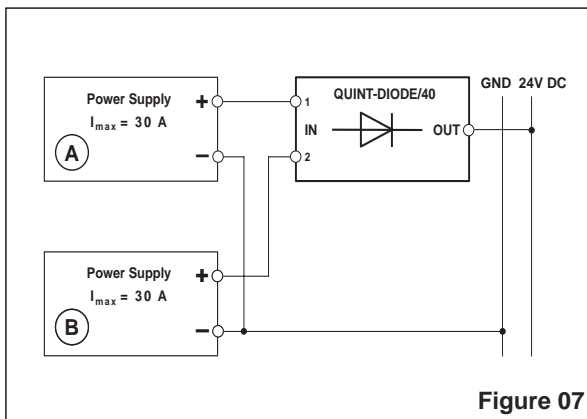 Power Supply +
Imax = 30 A
A −
QUINT-DIODE/40
1
IN OUT
2
GND 24V DC
Power Supply +
Imax = 30 A
B −
Figure 07